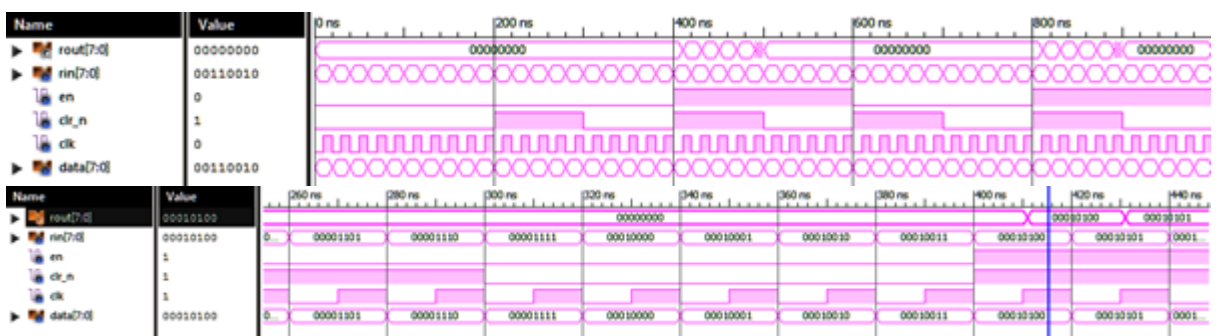 Name Value 0 ns 200 ns 400 ns 600 ns 800 ns
rout[7:0] 00000000 00000000 00000000 00000000
rin[7:0] 00110010
en 0
clr_n 1
clk 0
data[7:0] 00110010
Name Value 260 ns 280 ns 300 ns 320 ns 340 ns 360 ns 380 ns 400 ns 420 ns 440 ns
rout[7:0] 00010100 00000000 00010100 00010101
rin[7:0] 00010100 0... 00001101 00001110 00001111 00010000 00010001 00010010 00010011 00010100 00010101 0001...
en 1
clr_n 1
clk 1
data[7:0] 00010100 0... 00001101 00001110 00001111 00010000 00010001 00010010 00010011 00010100 00010101 0001...